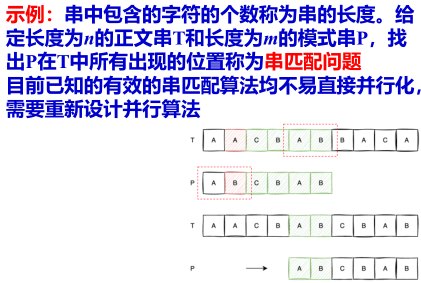 示例：串中包含的字符的个数称为串的长度。给
定长度为n的正文串T和长度为m的模式串P，找
出P在T中所有出现的位置称为串匹配问题
目前已知的有效的串匹配算法均不易直接并行化，
需要重新设计并行算法
T A A C B A B B A C A
P A B C B A B
T A A C B A B C B A B
P A B C B A B